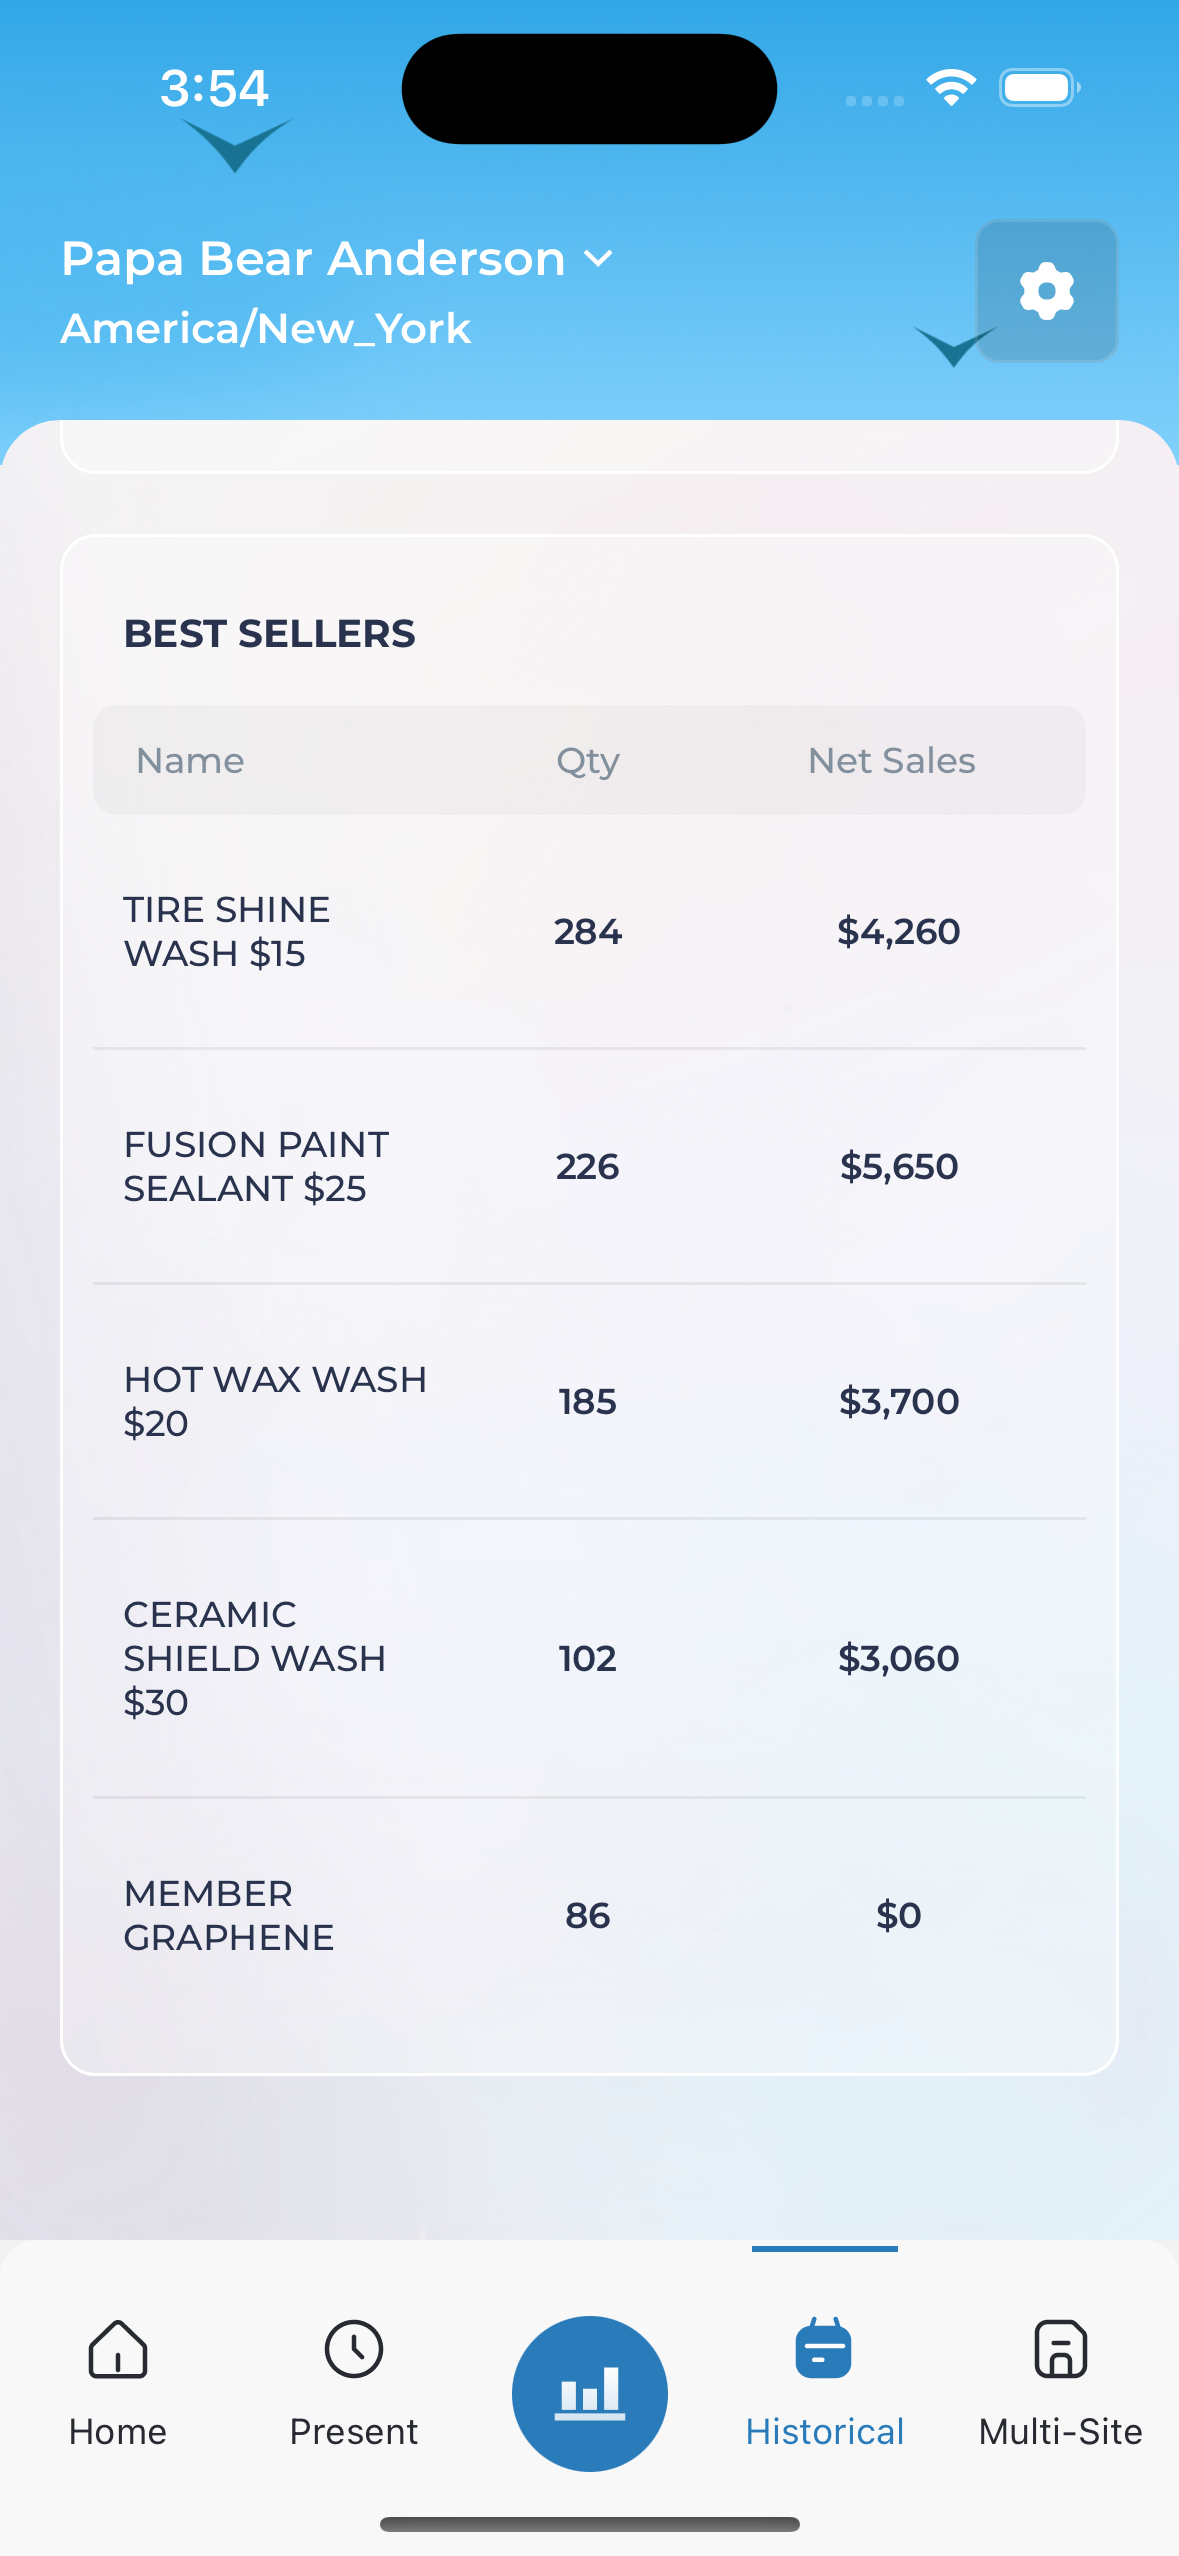 3:54
Papa Bear Anderson
America/New_York
BEST SELLERS
Name Qty Net Sales
TIRE SHINE
WASH $15
284 $4,260
FUSION PAINT
SEALANT $25
226 $5,650
HOT WAX WASH
$20
185 $3,700
CERAMIC
SHIELD WASH
$30
102 $3,060
MEMBER
GRAPHENE
86 $0
Home Present Historical Multi-Site